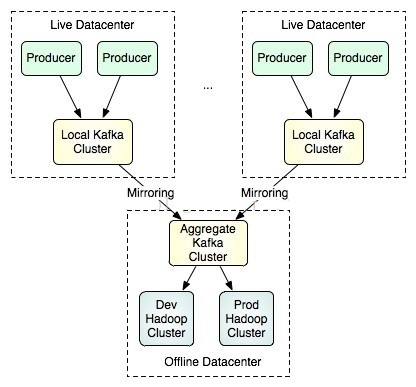 Live Datacenter
Producer
Producer
Local Kafka
Cluster
...
Live Datacenter
Producer
Producer
Local Kafka
Cluster
Mirroring
Mirroring
Aggregate
Kafka
Cluster
Dev
Hadoop
Cluster
Prod
Hadoop
Cluster
Offline Datacenter